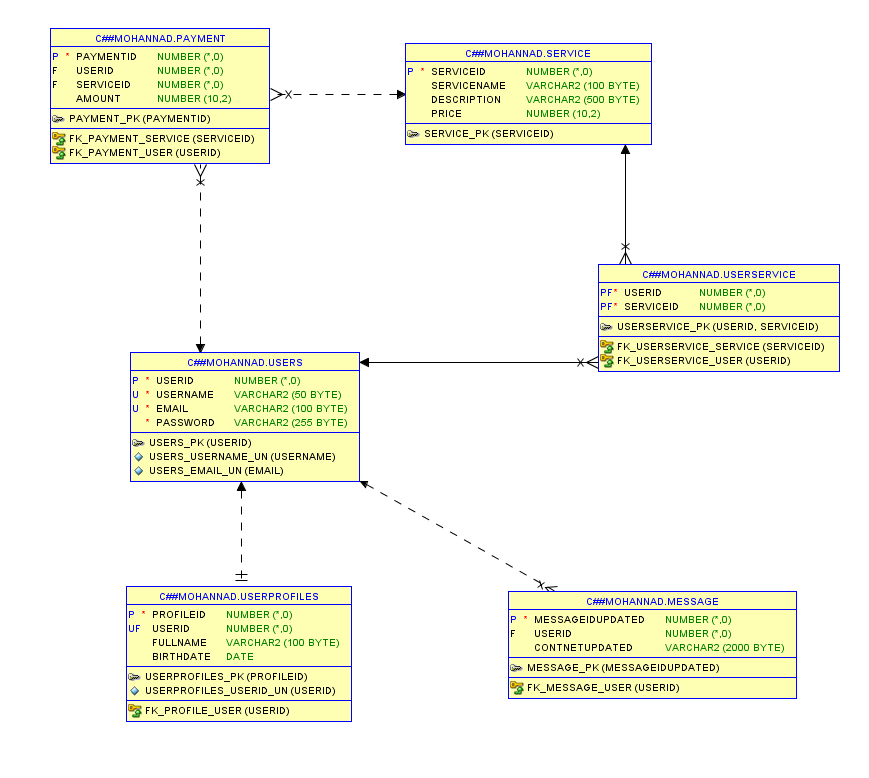 C##MOHANNAD.PAYMENT
P * PAYMENTID NUMBER (*,0)
F USERID NUMBER (*,0)
F SERVICEID NUMBER (*,0)
AMOUNT NUMBER (10,2)
PAYMENT_PK (PAYMENTID)
FK_PAYMENT_SERVICE (SERVICEID)
FK_PAYMENT_USER (USERID)
C##MOHANNAD.SERVICE
P * SERVICEID NUMBER (*,0)
SERVICENAME VARCHAR2 (100 BYTE)
DESCRIPTION VARCHAR2 (500 BYTE)
PRICE NUMBER (10,2)
SERVICE_PK (SERVICEID)
C##MOHANNAD.USERSERVICE
PF* USERID NUMBER (*,0)
PF* SERVICEID NUMBER (*,0)
USERSERVICE_PK (USERID, SERVICEID)
FK_USERSERVICE_SERVICE (SERVICEID)
FK_USERSERVICE_USER (USERID)
C##MOHANNAD.USERS
P * USERID NUMBER (*,0)
U * USERNAME VARCHAR2 (50 BYTE)
U * EMAIL VARCHAR2 (100 BYTE)
* PASSWORD VARCHAR2 (255 BYTE)
USERS_PK (USERID)
USERS_USERNAME_UN (USERNAME)
USERS_EMAIL_UN (EMAIL)
C##MOHANNAD.USERPROFILES
P * PROFILEID NUMBER (*,0)
UF USERID NUMBER (*,0)
FULLNAME VARCHAR2 (100 BYTE)
BIRTHDATE DATE
USERPROFILES_PK (PROFILEID)
USERPROFILES_USERID_UN (USERID)
FK_PROFILE_USER (USERID)
C##MOHANNAD.MESSAGE
P * MESSAGEIDUPDATED NUMBER (*,0)
F USERID NUMBER (*,0)
CONTNETUPDATED VARCHAR2 (2000 BYTE)
MESSAGE_PK (MESSAGEIDUPDATED)
FK_MESSAGE_USER (USERID)